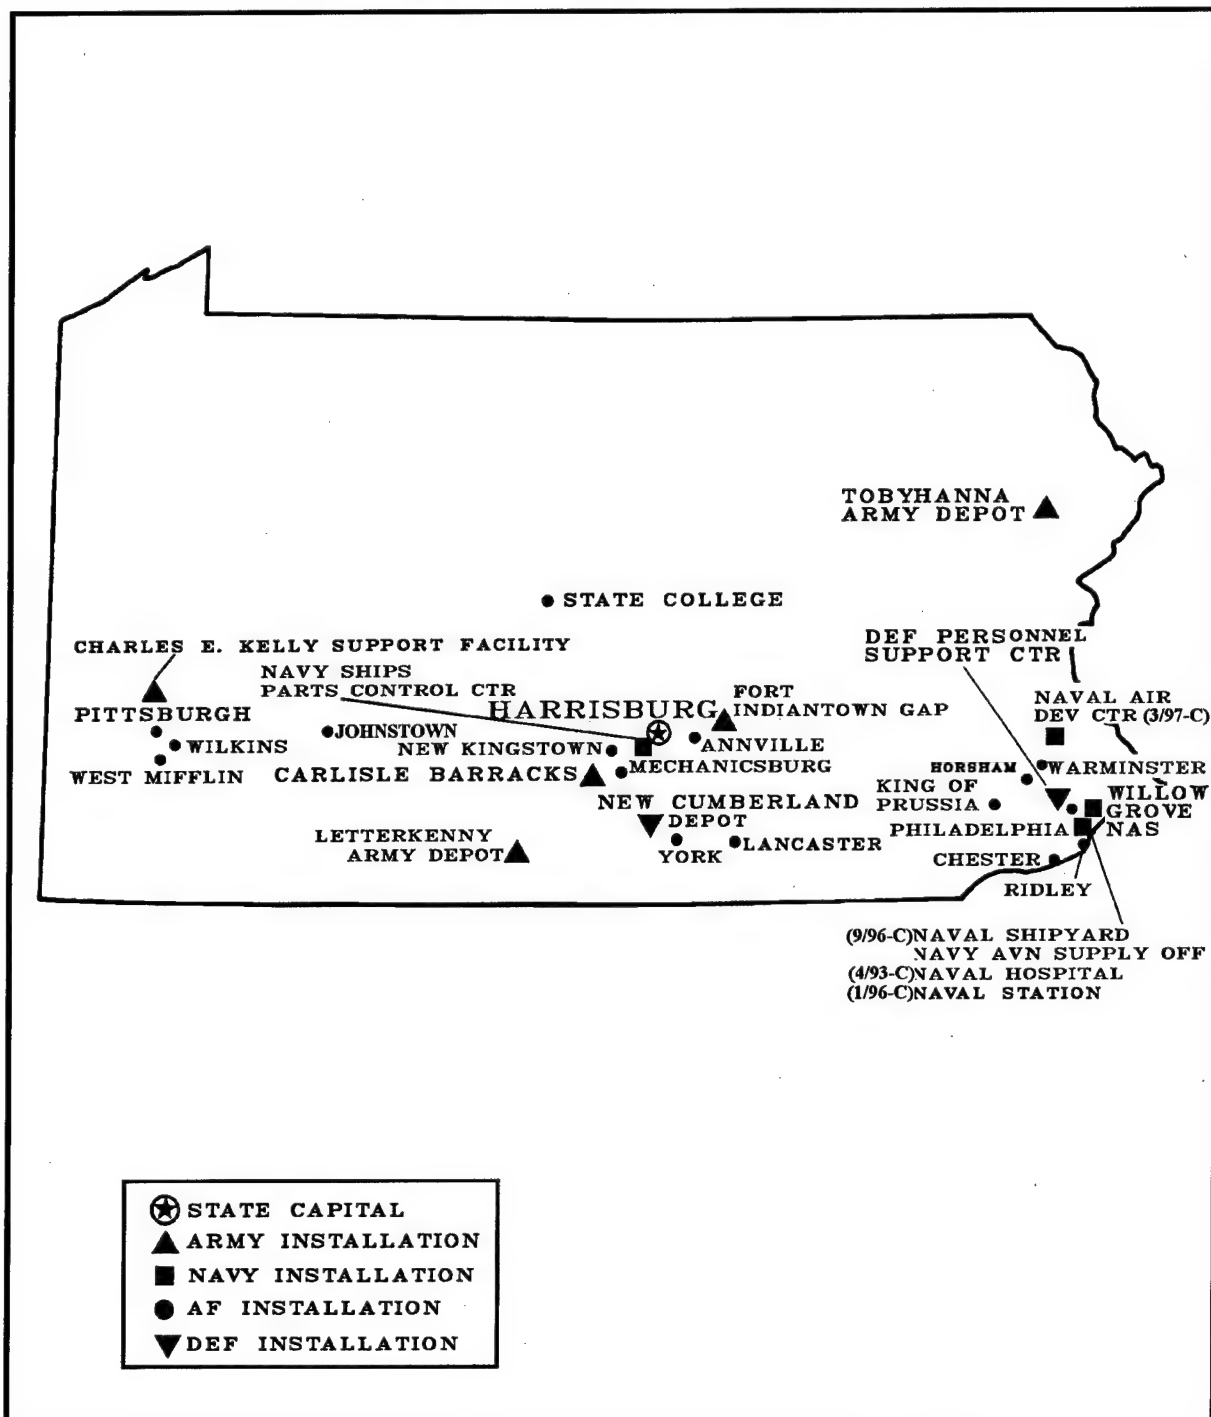 TOBYHANNA
ARMY DEPOT
STATE COLLEGE
CHARLES E. KELLY SUPPORT FACILITY
DEF PERSONNEL
SUPPORT CTR
NAVY SHIPS
PARTS CONTROL CTR
FORT
INDIANTOWN GAP
NAVAL AIR
DEV CTR (3/97-C)
HARRISBURG
PITTSBURGH
JOHNSTOWN
WILKINS
NEW KINGSTOWN
ANNVILLE
WEST MIFFLIN
CARLISLE BARRACKS
MECHANICSBURG
HORSHAM
WARMINSTER
KING OF
PRUSSIA
WILLOW
GROVE
NAS
NEW CUMBERLAND
DEPOT
PHILADELPHIA
LETTERKENNY
ARMY DEPOT
YORK
LANCASTER
CHESTER
RIDLEY
(9/96-C)NAVAL SHIPYARD
NAVY AVN SUPPLY OFF
(4/93-C)NAVAL HOSPITAL
(1/96-C)NAVAL STATION
STATE CAPITAL
ARMY INSTALLATION
NAVY INSTALLATION
AF INSTALLATION
DEF INSTALLATION